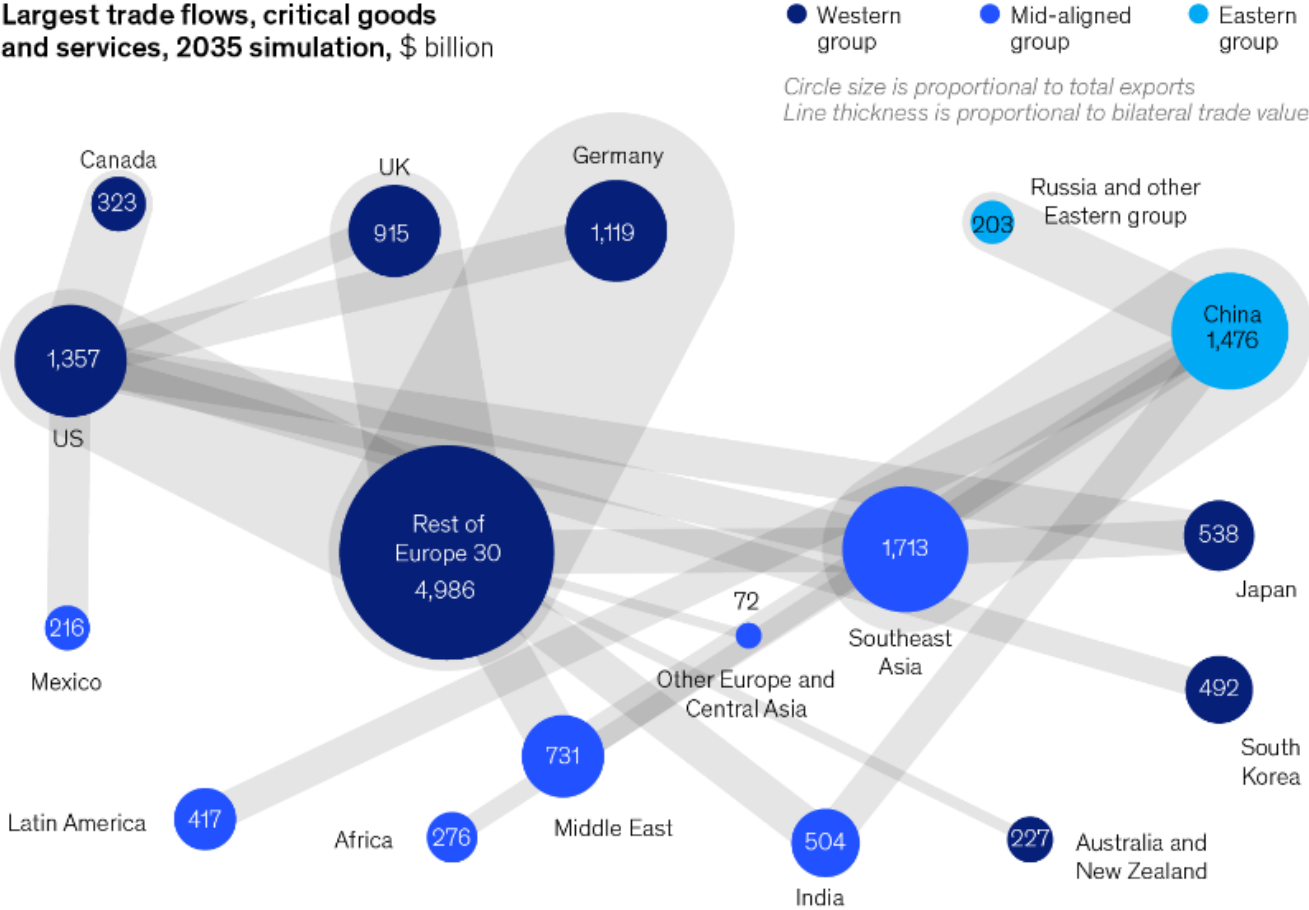 Largest trade flows, critical goods
and services, 2035 simulation, $ billion
Western
group
Mid-aligned
group
Eastern
group
Circle size is proportional to total exports
Line thickness is proportional to bilateral trade value
Canada
323
UK
915
Germany
1,119
Russia and other
Eastern group
203
China
1,476
1,357
US
Rest of
Europe 30
4,986
1,713
Southeast
Asia
538
Japan
216
Mexico
72
Other Europe and
Central Asia
492
South
Korea
731
Middle East
417
Latin America
276
Africa
504
India
227
Australia and
New Zealand